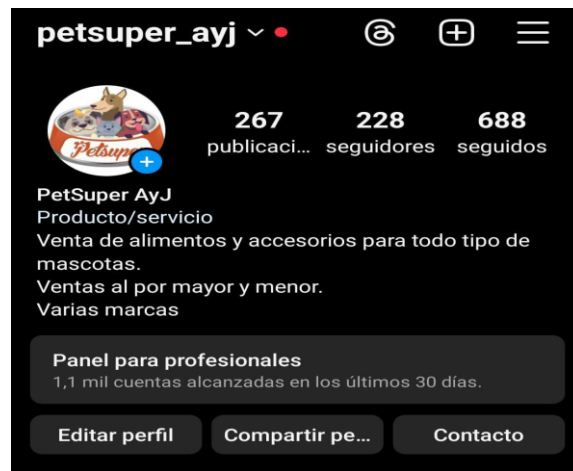 petsuper_ayj
Petsuper
267 228 688
publicaci... seguidores seguidos
PetSuper AyJ
Producto/servicio
Venta de alimentos y accesorios para todo tipo de
mascotas.
Ventas al por mayor y menor.
Varias marcas
Panel para profesionales
1,1 mil cuentas alcanzadas en los últimos 30 días.
Editar perfil Compartir pe... Contacto